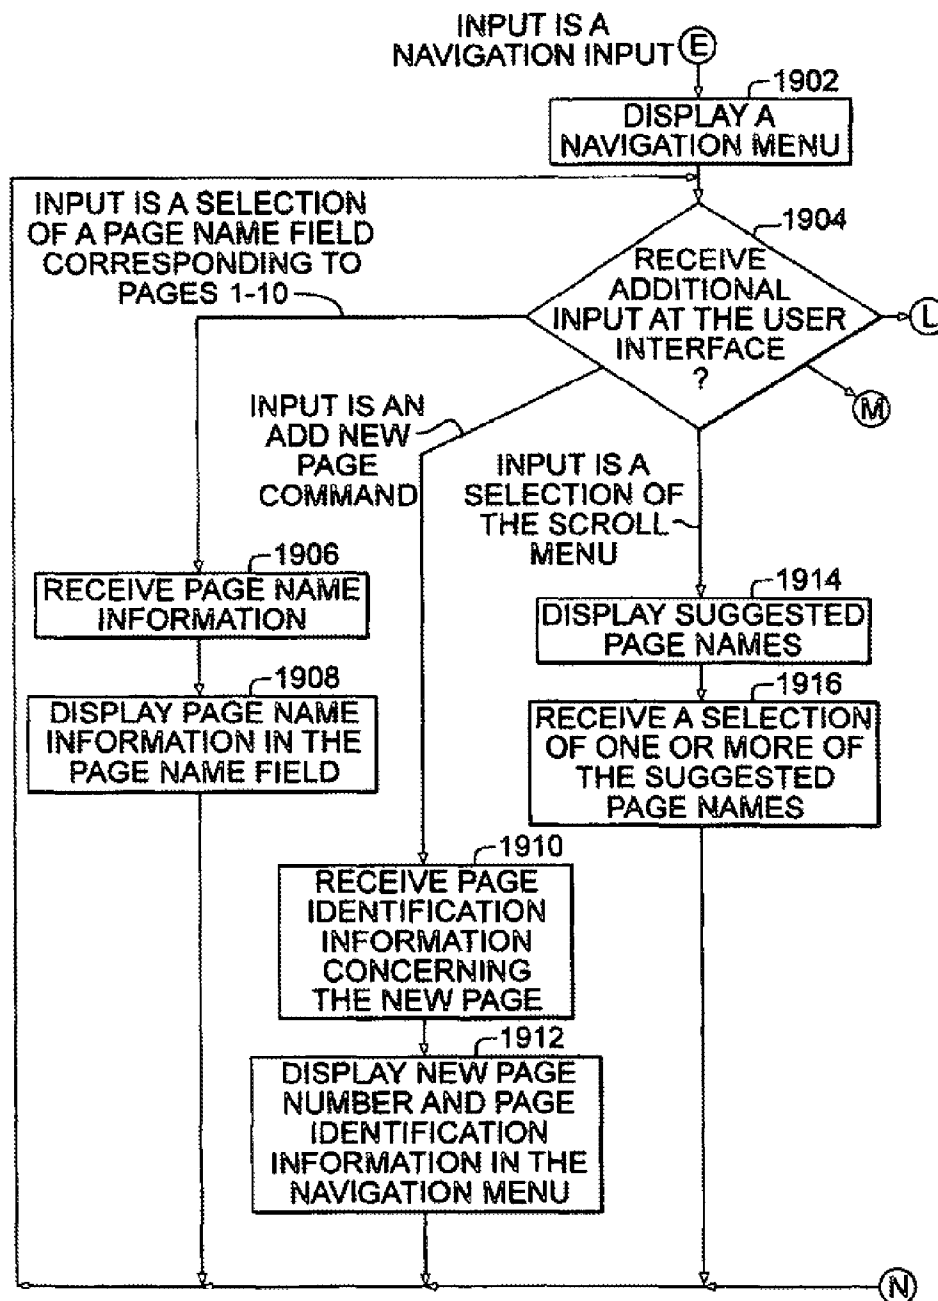 INPUT IS A
NAVIGATION INPUT
E
1902
DISPLAY A
NAVIGATION MENU
INPUT IS A SELECTION
OF A PAGE NAME FIELD
CORRESPONDING TO
PAGES 1-10
1904
RECEIVE
ADDITIONAL
INPUT AT THE USER
INTERFACE
?
L
M
INPUT IS AN
ADD NEW
PAGE
COMMAND
INPUT IS A
SELECTION OF
THE SCROLL
MENU
1906
RECEIVE PAGE NAME
INFORMATION
1908
DISPLAY PAGE NAME
INFORMATION IN THE
PAGE NAME FIELD
1914
DISPLAY SUGGESTED
PAGE NAMES
1916
RECEIVE A SELECTION
OF ONE OR MORE OF
THE SUGGESTED
PAGE NAMES
1910
RECEIVE PAGE
IDENTIFICATION
INFORMATION
CONCERNING
THE NEW PAGE
1912
DISPLAY NEW PAGE
NUMBER AND PAGE
IDENTIFICATION
INFORMATION IN THE
NAVIGATION MENU
N